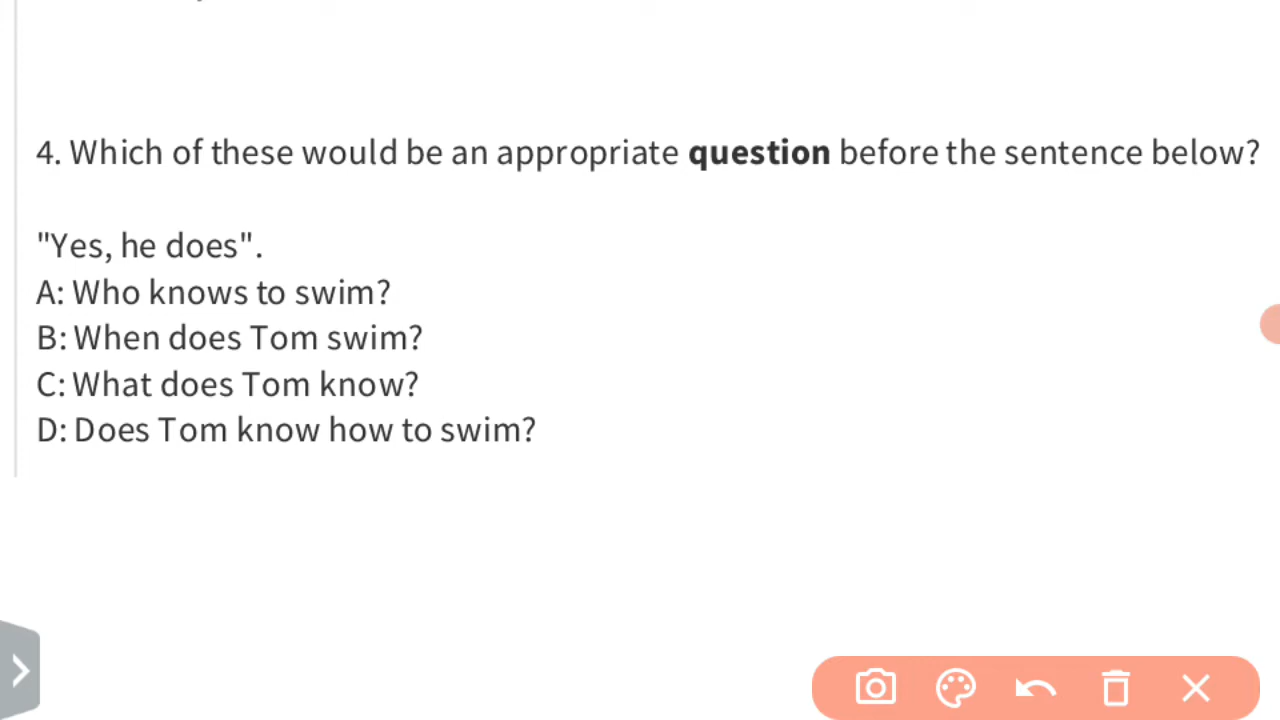 4. Which of these would be an appropriate question before the sentence below?
"Yes, he does".
A: Who knows to swim?
B: When does Tom swim?
C: What does Tom know?
D: Does Tom know how to swim?